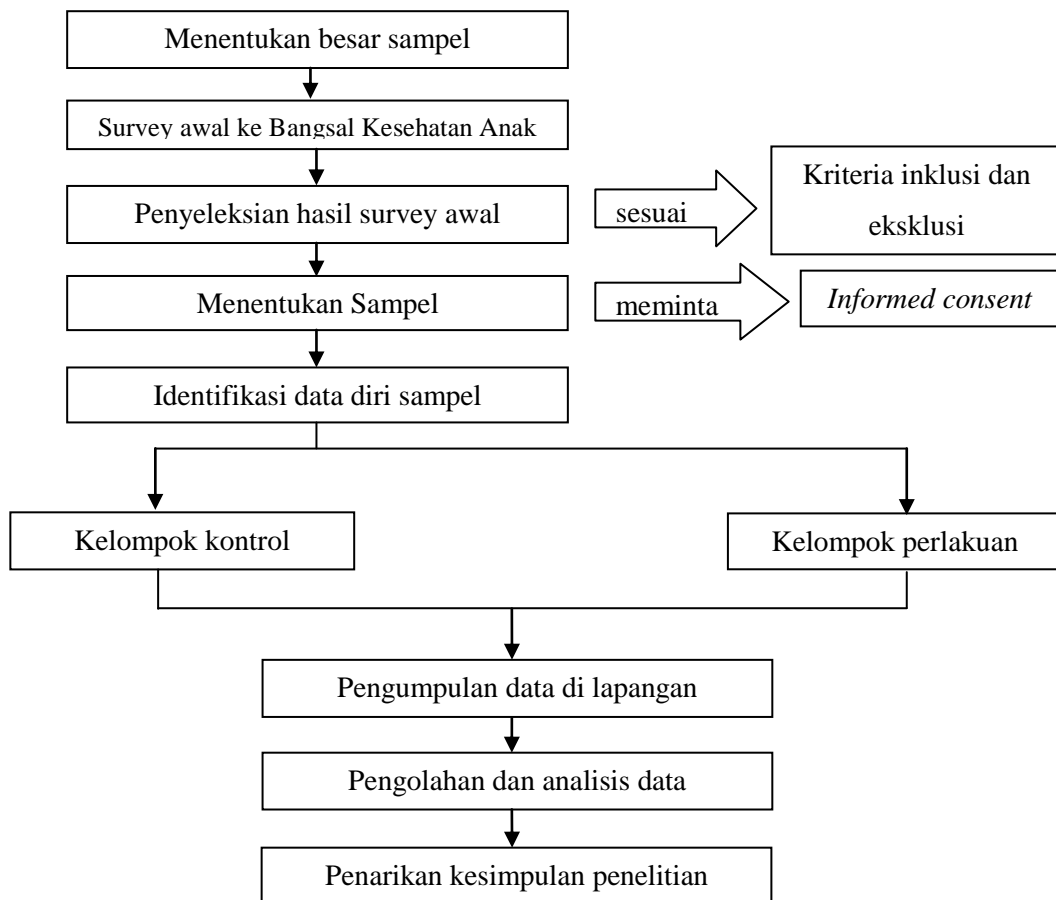 Menentukan besar sampel
Survey awal ke Bangsal Kesehatan Anak
Penyeleksian hasil survey awal
sesuai
Kriteria inklusi dan
eksklusi
Menentukan Sampel
meminta
Informed consent
Identifikasi data diri sampel
Kelompok kontrol
Kelompok perlakuan
Pengumpulan data di lapangan
Pengolahan dan analisis data
Penarikan kesimpulan penelitian